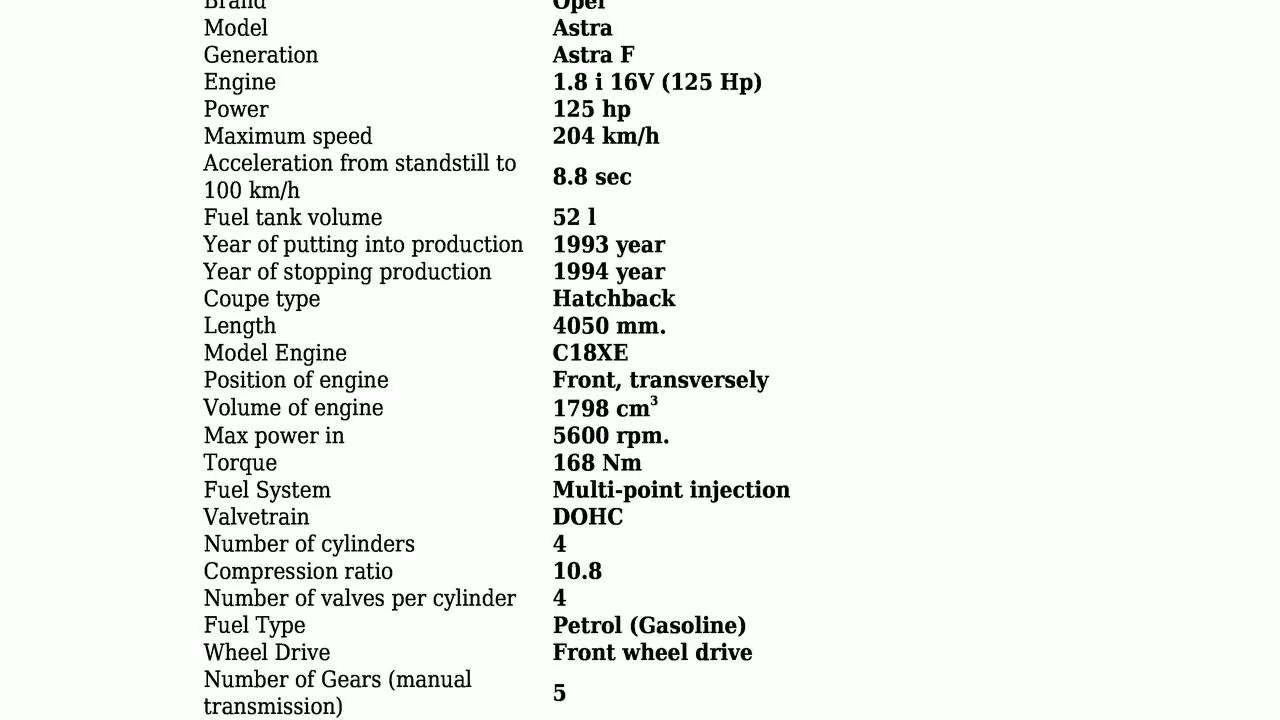 Brand Opel
Model Astra
Generation Astra F
Engine 1.8 i 16V (125 Hp)
Power 125 hp
Maximum speed 204 km/h
Acceleration from standstill to
100 km/h 8.8 sec
Fuel tank volume 52 l
Year of putting into production 1993 year
Year of stopping production 1994 year
Coupe type Hatchback
Length 4050 mm.
Model Engine C18XE
Position of engine Front, transversely
Volume of engine 1798 cm³
Max power in 5600 rpm.
Torque 168 Nm
Fuel System Multi-point injection
Valvetrain DOHC
Number of cylinders 4
Compression ratio 10.8
Number of valves per cylinder 4
Fuel Type Petrol (Gasoline)
Wheel Drive Front wheel drive
Number of Gears (manual
transmission) 5